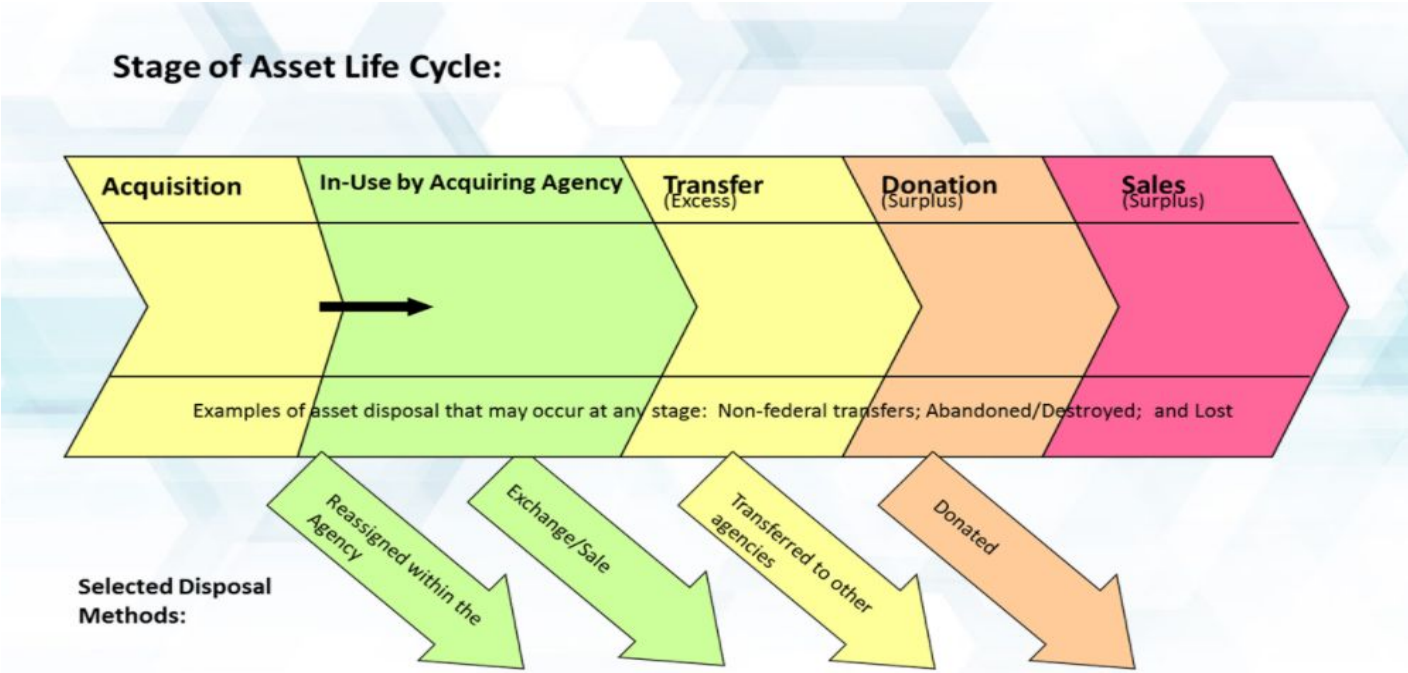 Stage of Asset Life Cycle:
Acquisition
In-Use by Acquiring Agency
Transfer
(Excess)
Donation
(Surplus)
Sales
(Surplus)
Examples of asset disposal that may occur at any stage:  Non-federal transfers; Abandoned/Destroyed;  and Lost
Reassigned within the
Agency
Exchange/Sale
Transferred to other
agencies
Donated
Selected Disposal
Methods: